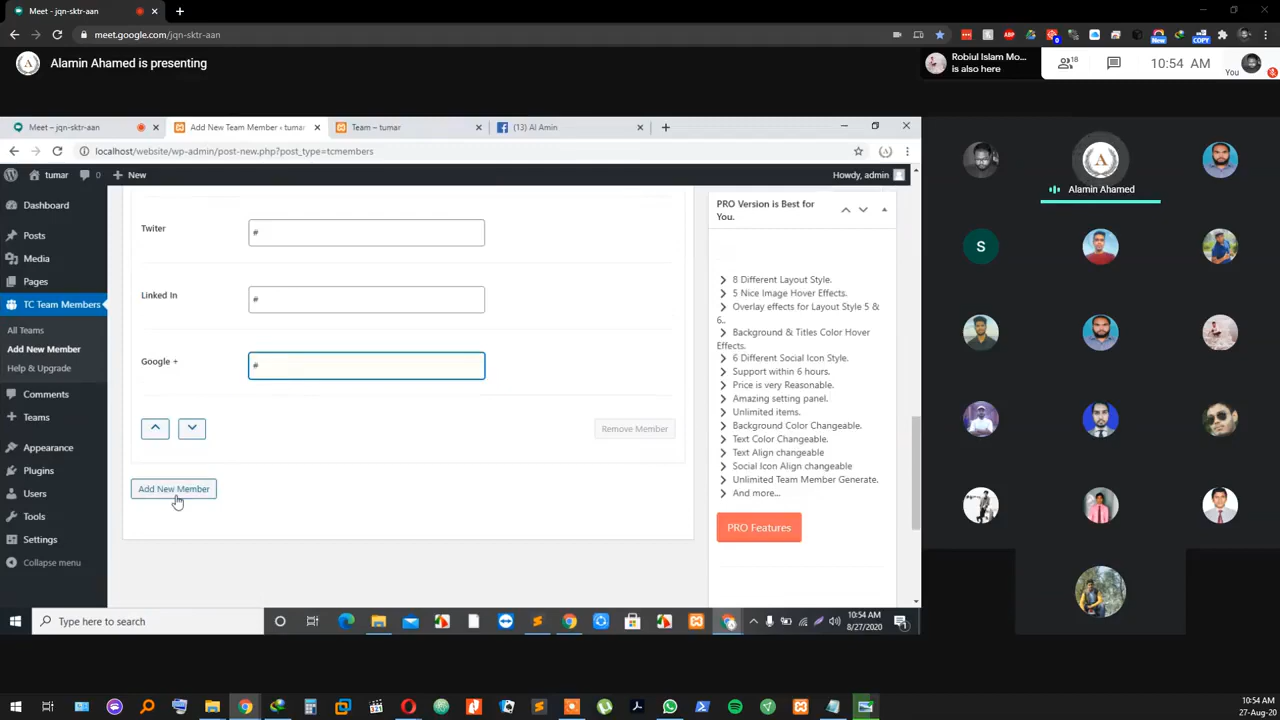 Meet – jqn-sktr-aan
meet.google.com/jqn-sktr-aan
New
COPY
Alamin Ahamed is presenting
Robiul Islam Mo...
is also here
18
10:54 AM
You
Meet – jqn-sktr-aan
Add New Team Member ‹ tumar
Team – tumar
(13) Al Amin
localhost/website/wp-admin/post-new.php?post_type=tcmembers
tumar
0
New
Howdy, admin
Dashboard
Posts
Media
Pages
TC Team Members
All Teams
Add New Member
Help & Upgrade
Comments
Teams
Appearance
Plugins
Users
Tools
Settings
Collapse menu
Twiter
#
Linked In
#
Google +
#
Remove Member
Add New Member
PRO Version is Best for
You.
8 Different Layout Style.
5 Nice Image Hover Effects.
Overlay effects for Layout Style 5 &
6..
Background & Titles Color Hover
Effects.
6 Different Social Icon Style.
Support within 6 hours.
Price is very Reasonable.
Amazing setting panel.
Unlimited items.
Background Color Changeable.
Text Color Changeable.
Text Align changeable
Social Icon Align changeable
Unlimited Team Member Generate.
And more...
PRO Features
A
Alamin Ahamed
S
Type here to search
10:54 AM
8/27/2020
10:54 AM
27-Aug-20